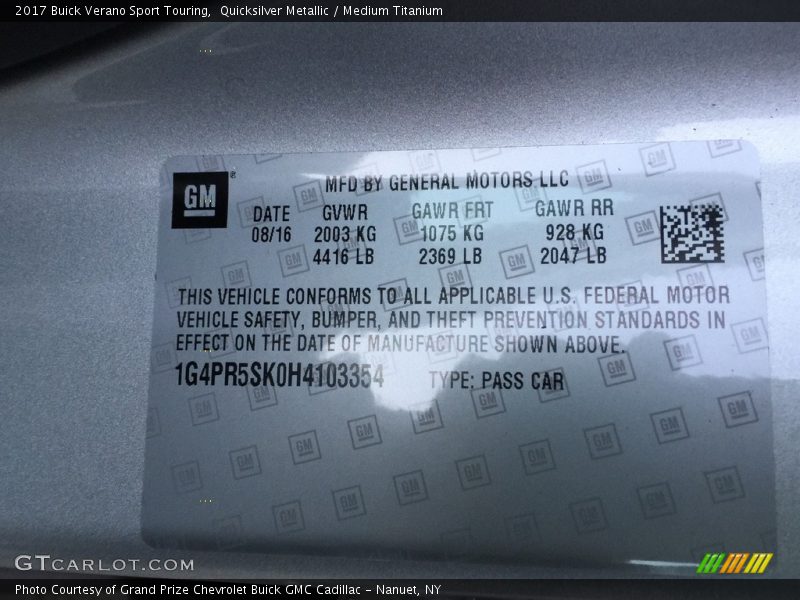 2017 Buick Verano Sport Touring, Quicksilver Metallic / Medium Titanium
GM
MFD BY GENERAL MOTORS LLC
DATE GVWR GAWR FRT GAWR RR
08/16 2003 KG 1075 KG 928 KG
4416 LB 2369 LB 2047 LB
THIS VEHICLE CONFORMS TO ALL APPLICABLE U.S. FEDERAL MOTOR
VEHICLE SAFETY, BUMPER, AND THEFT PREVENTION STANDARDS IN
EFFECT ON THE DATE OF MANUFACTURE SHOWN ABOVE.
1G4PR5SK0H4103354 TYPE: PASS CAR
GTCARLOT.COM
Photo Courtesy of Grand Prize Chevrolet Buick GMC Cadillac - Nanuet, NY